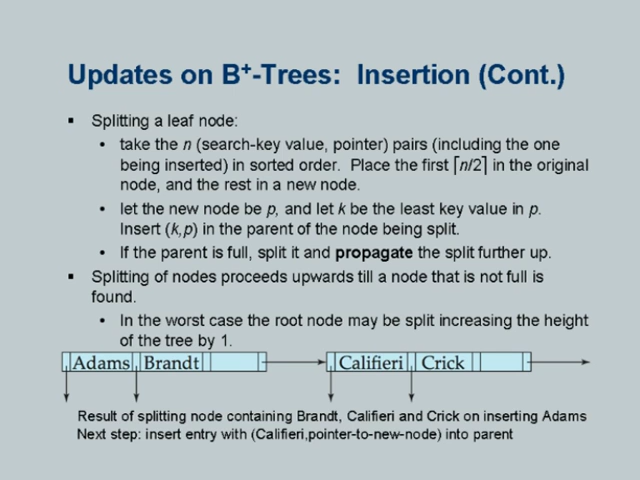 Updates on B+-Trees: Insertion (Cont.)
▪ Splitting a leaf node:
• take the n (search-key value, pointer) pairs (including the one
being inserted) in sorted order. Place the first ⌈n/2⌉ in the original
node, and the rest in a new node.
• let the new node be p, and let k be the least key value in p.
Insert (k,p) in the parent of the node being split.
• If the parent is full, split it and propagate the split further up.
▪ Splitting of nodes proceeds upwards till a node that is not full is
found.
• In the worst case the root node may be split increasing the height
of the tree by 1.
Adams Brandt Califieri Crick
Result of splitting node containing Brandt, Califieri and Crick on inserting Adams
Next step: insert entry with (Califieri,pointer-to-new-node) into parent